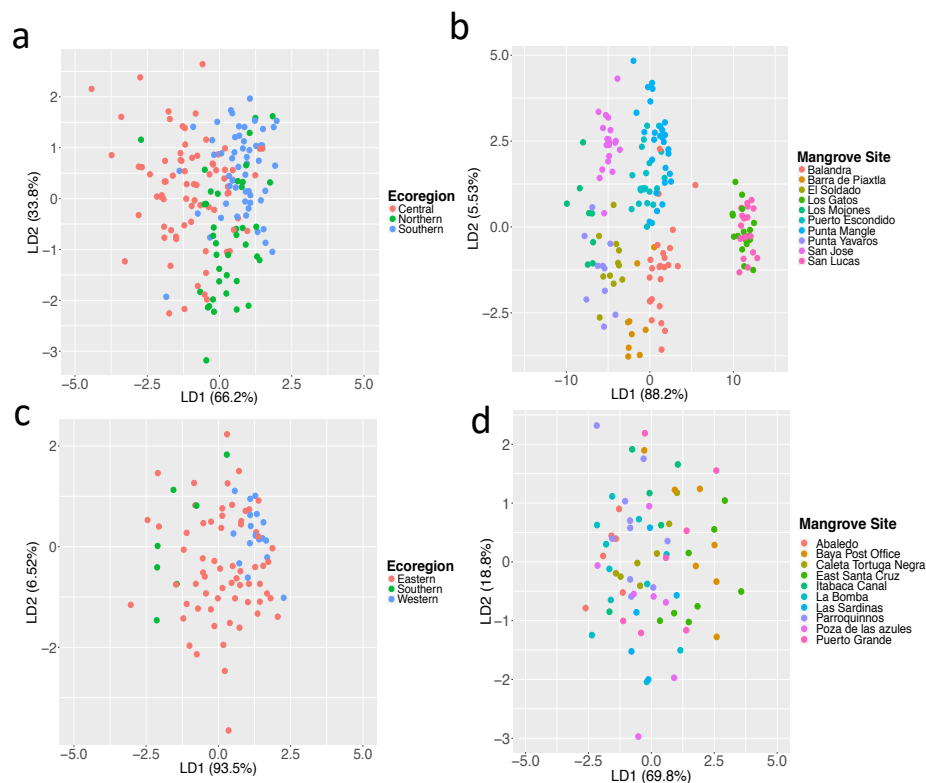 a
2
1
0
−1
−2
−3
LD2 (33.8%)
−5.0
−2.5
0.0
2.5
5.0
LD1 (66.2%)
Ecoregion
Central
Northern
Southern
b
5.0
2.5
0.0
−2.5
LD2 (5.53%)
−10
0
10
LD1 (88.2%)
Mangrove Site
Balandra
Barra de Piaxtla
El Soldado
Los Gatos
Los Mojones
Puerto Escondido
Punta Mangle
Punta Yavaros
San Jose
San Lucas
c
2
0
−2
LD2 (6.52%)
−5.0
−2.5
0.0
2.5
5.0
LD1 (93.5%)
Ecoregion
Eastern
Southern
Western
d
2
1
0
−1
−2
−3
LD2 (18.8%)
−5.0
−2.5
0.0
2.5
5.0
LD1 (69.8%)
Mangrove Site
Abaledo
Baya Post Office
Caleta Tortuga Negra
East Santa Cruz
Itabaca Canal
La Bomba
Las Sardinas
Parroquinnos
Poza de las azules
Puerto Grande